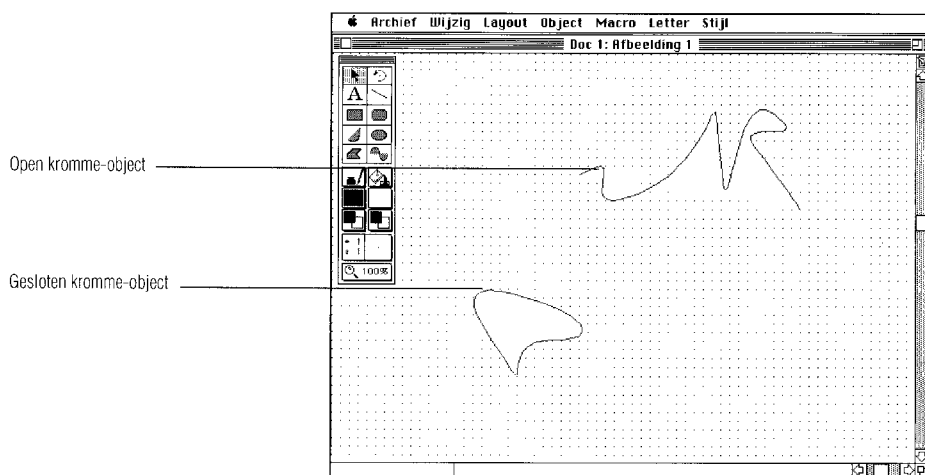 Archief Wijzig Layout Object Macro Letter Stijl
Doc 1: Afbeelding 1
A
Open kromme-object
100%
Gesloten kromme-object